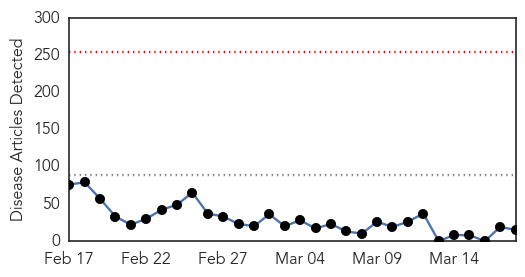 300
250
200
150
100
50
0
Disease Articles Detected
Feb 17
Feb 22
Feb 27
Mar 04
Mar 09
Mar 14